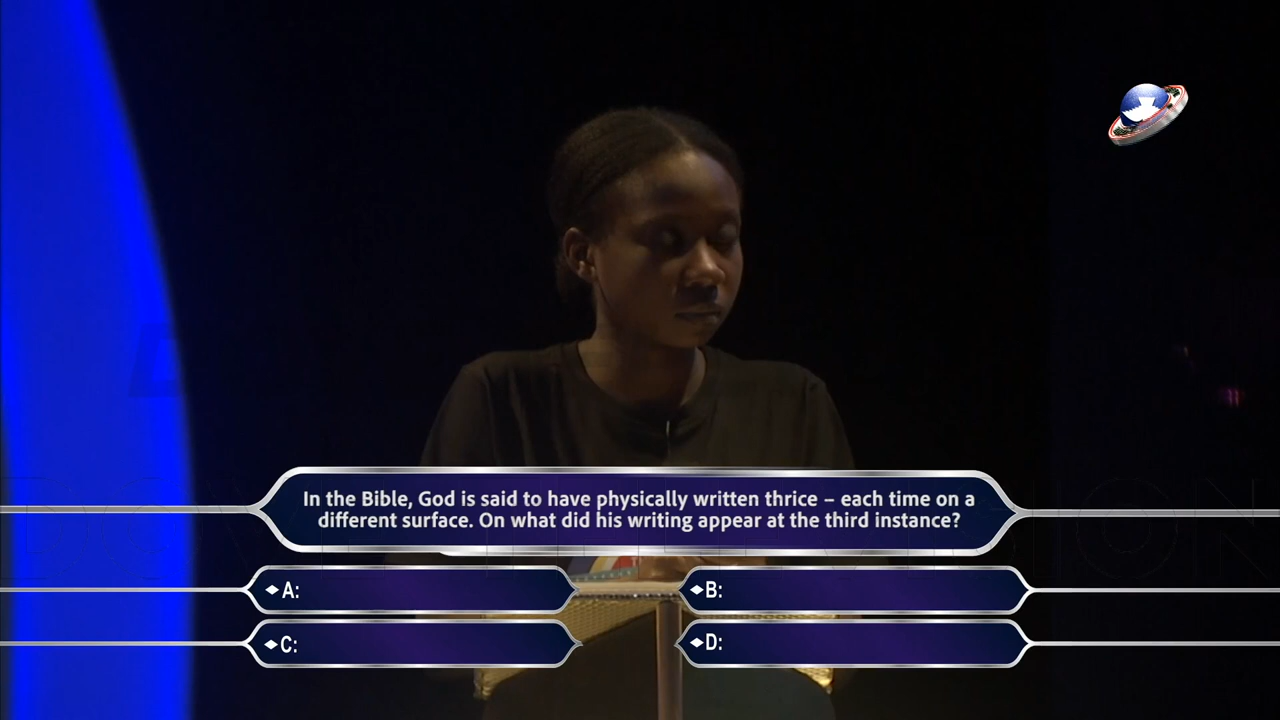 In the Bible, God is said to have physically written thrice – each time on a
different surface. On what did his writing appear at the third instance?
A:
B:
C:
D: